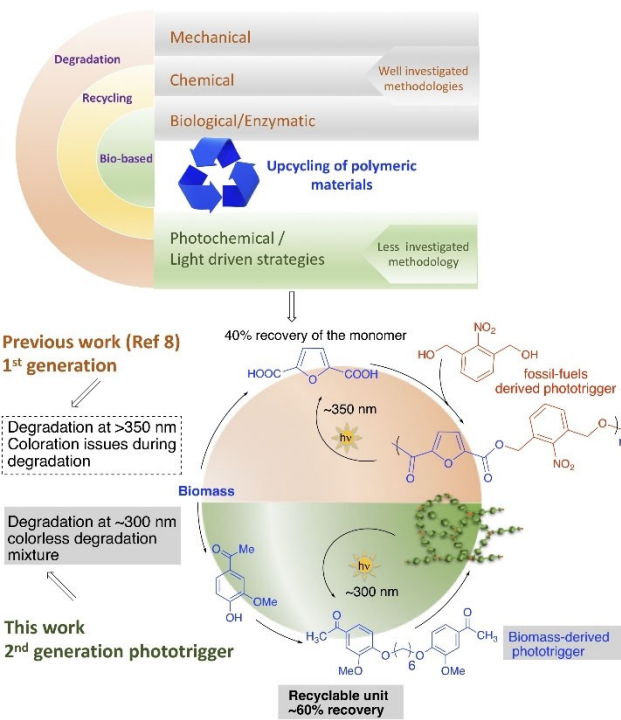 Mechanical
Degradation
Chemical
Well investigated
methodologies
Recycling
Biological/Enzymatic
Bio-based
Upcycling of polymeric
materials
Photochemical /
Light driven strategies
Less investigated
methodology
Previous work (Ref 8)
1st generation
40% recovery of the monomer
NO2
HO
OH
HOOC
O
COOH
fossil-fuels
derived phototrigger
~350 nm
hν
Degradation at >350 nm
Coloration issues during
degradation
O
O
O
O
O
NO2
n
Biomass
Degradation at ~300 nm
colorless degradation
mixture
O
Me
OMe
OH
hν
~300 nm
This work
2nd generation phototrigger
O
H3C
MeO
O
6
O
OMe
O
CH3
Biomass-derived
phototrigger
Recyclable unit
~60% recovery